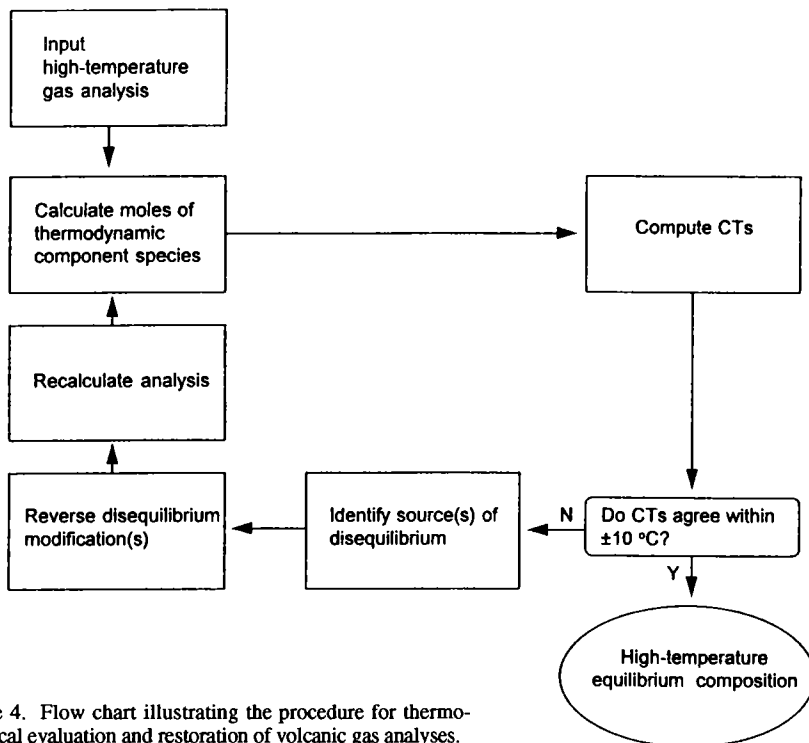 Input
high-temperature
gas analysis
Calculate moles of
thermodynamic
component species
Compute CTs
Recalculate analysis
Reverse disequilibrium
modification(s)
Identify source(s) of
disequilibrium
N
Do CTs agree within
±10 °C?
Y
High-temperature
equilibrium composition
e 4. Flow chart illustrating the procedure for thermo-
ical evaluation and restoration of volcanic gas analyses.